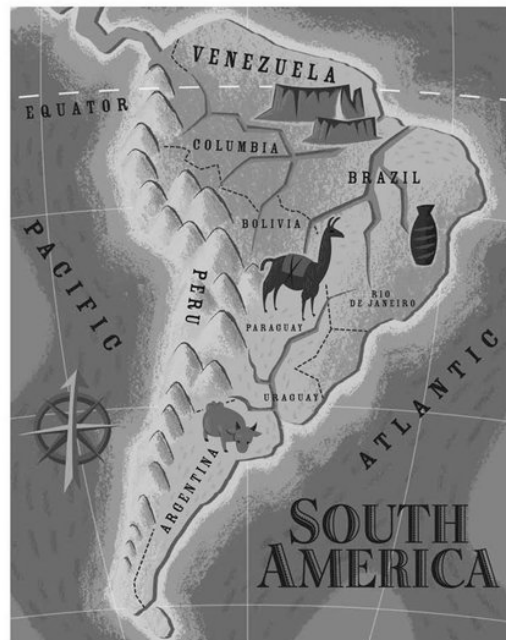 VENEZUELA
EQUATOR
COLUMBIA
BRAZIL
BOLIVIA
PACIFIC
PERU
RIO
DE JANEIRO
PARAGUAY
URAGUAY
ATLANTIC
ARGENTINA
SOUTH
AMERICA